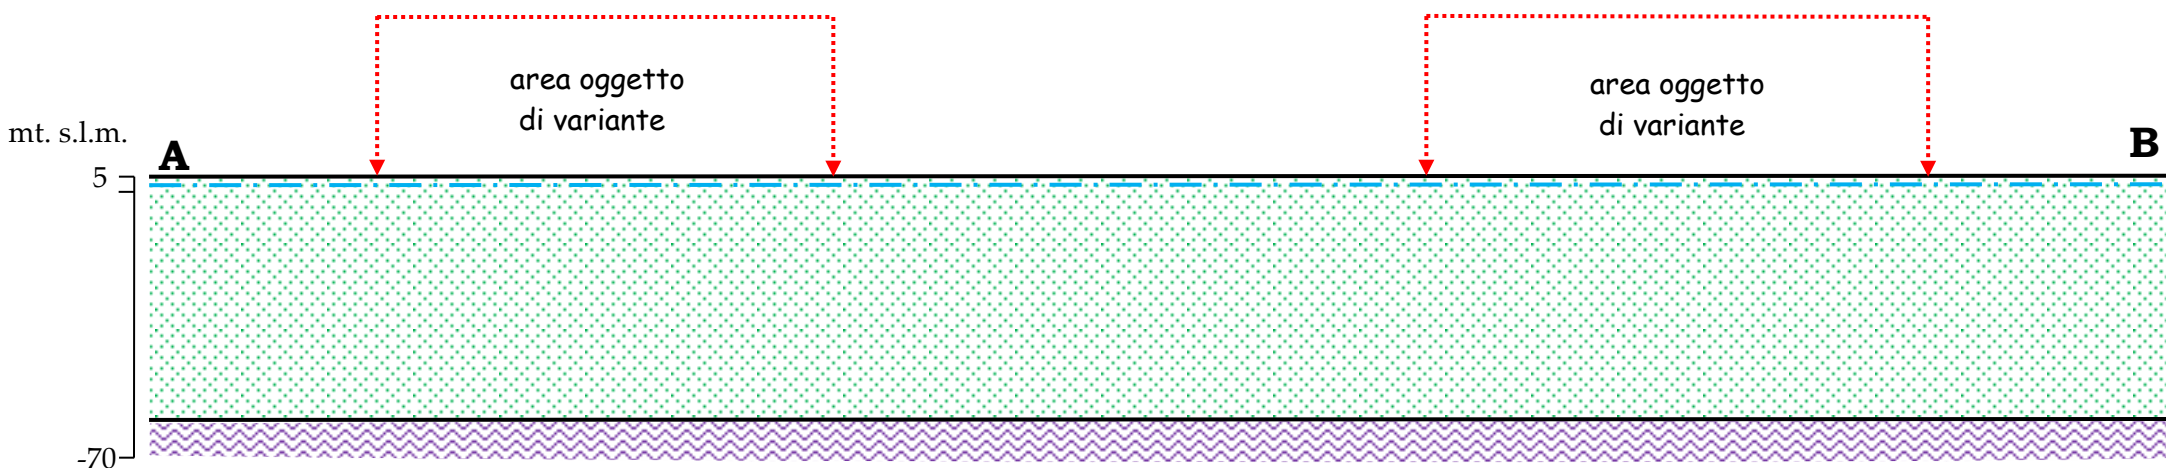 area oggetto
di variante
area oggetto
di variante
mt. s.l.m.
A
B
5
-70